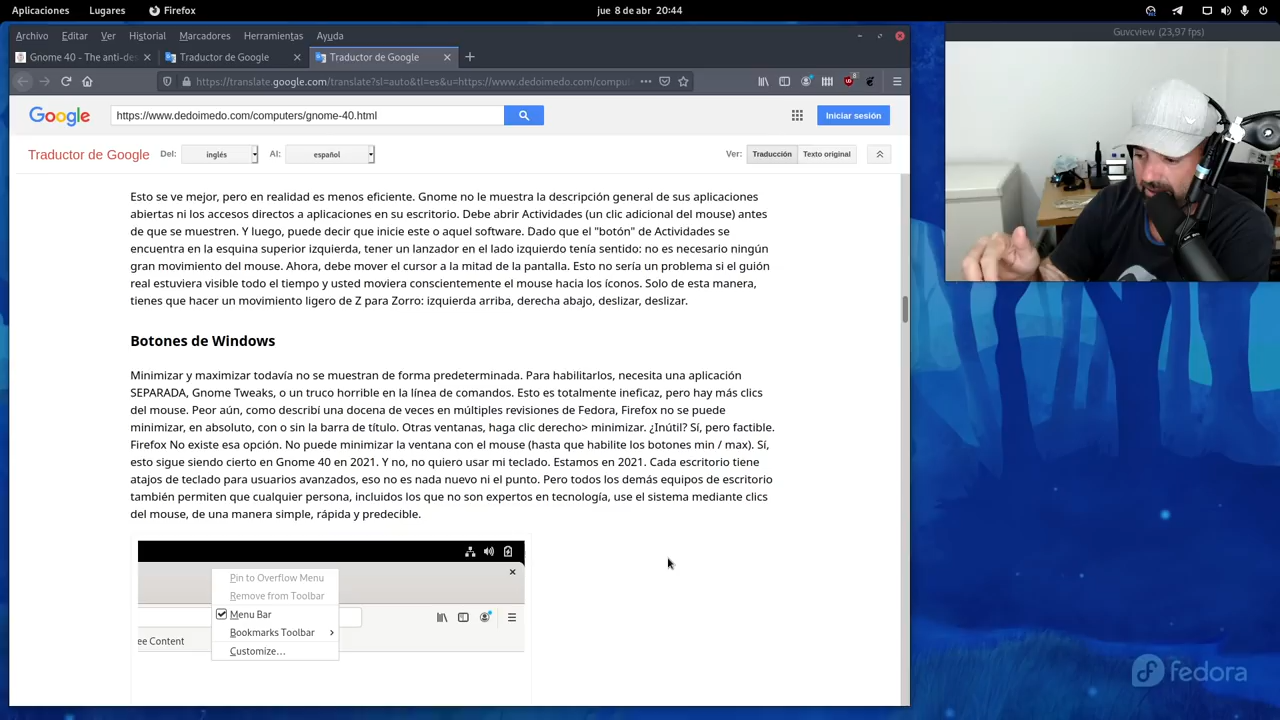 Aplicaciones Lugares Firefox jue 8 de abr 20:44
Archivo Editar Ver Historial Marcadores Herramientas Ayuda
Guvcview (23,97 fps)
Gnome 40 - The anti-des Traductor de Google Traductor de Google
https://translate.google.com/translate?sl=auto&tl=es&u=https://www.dedoimedo.com/compute
8
Google https://www.dedoimedo.com/computers/gnome-40.html Iniciar sesión
Traductor de Google Del: inglés Al: español Ver: Traducción Texto original
Esto se ve mejor, pero en realidad es menos eficiente. Gnome no le muestra la descripción general de sus aplicaciones
abiertas ni los accesos directos a aplicaciones en su escritorio. Debe abrir Actividades (un clic adicional del mouse) antes
de que se muestren. Y luego, puede decir que inicie este o aquel software. Dado que el "botón" de Actividades se
encuentra en la esquina superior izquierda, tener un lanzador en el lado izquierdo tenía sentido: no es necesario ningún
gran movimiento del mouse. Ahora, debe mover el cursor a la mitad de la pantalla. Esto no sería un problema si el guión
real estuviera visible todo el tiempo y usted moviera conscientemente el mouse hacia los íconos. Solo de esta manera,
tienes que hacer un movimiento ligero de Z para Zorro: izquierda arriba, derecha abajo, deslizar, deslizar.
Botones de Windows
Minimizar y maximizar todavía no se muestran de forma predeterminada. Para habilitarlos, necesita una aplicación
SEPARADA, Gnome Tweaks, o un truco horrible en la línea de comandos. Esto es totalmente ineficaz, pero hay más clics
del mouse. Peor aún, como describí una docena de veces en múltiples revisiones de Fedora, Firefox no se puede
minimizar, en absoluto, con o sin la barra de título. Otras ventanas, haga clic derecho> minimizar. ¿Inútil? Sí, pero factible.
Firefox No existe esa opción. No puede minimizar la ventana con el mouse (hasta que habilite los botones min / max). Sí,
esto sigue siendo cierto en Gnome 40 en 2021. Y no, no quiero usar mi teclado. Estamos en 2021. Cada escritorio tiene
atajos de teclado para usuarios avanzados, eso no es nada nuevo ni el punto. Pero todos los demás equipos de escritorio
también permiten que cualquier persona, incluidos los que no son expertos en tecnología, use el sistema mediante clics
del mouse, de una manera simple, rápida y predecible.
Pin to Overflow Menu
Remove from Toolbar
Menu Bar
Bookmarks Toolbar
Customize…
ee Content
fedora